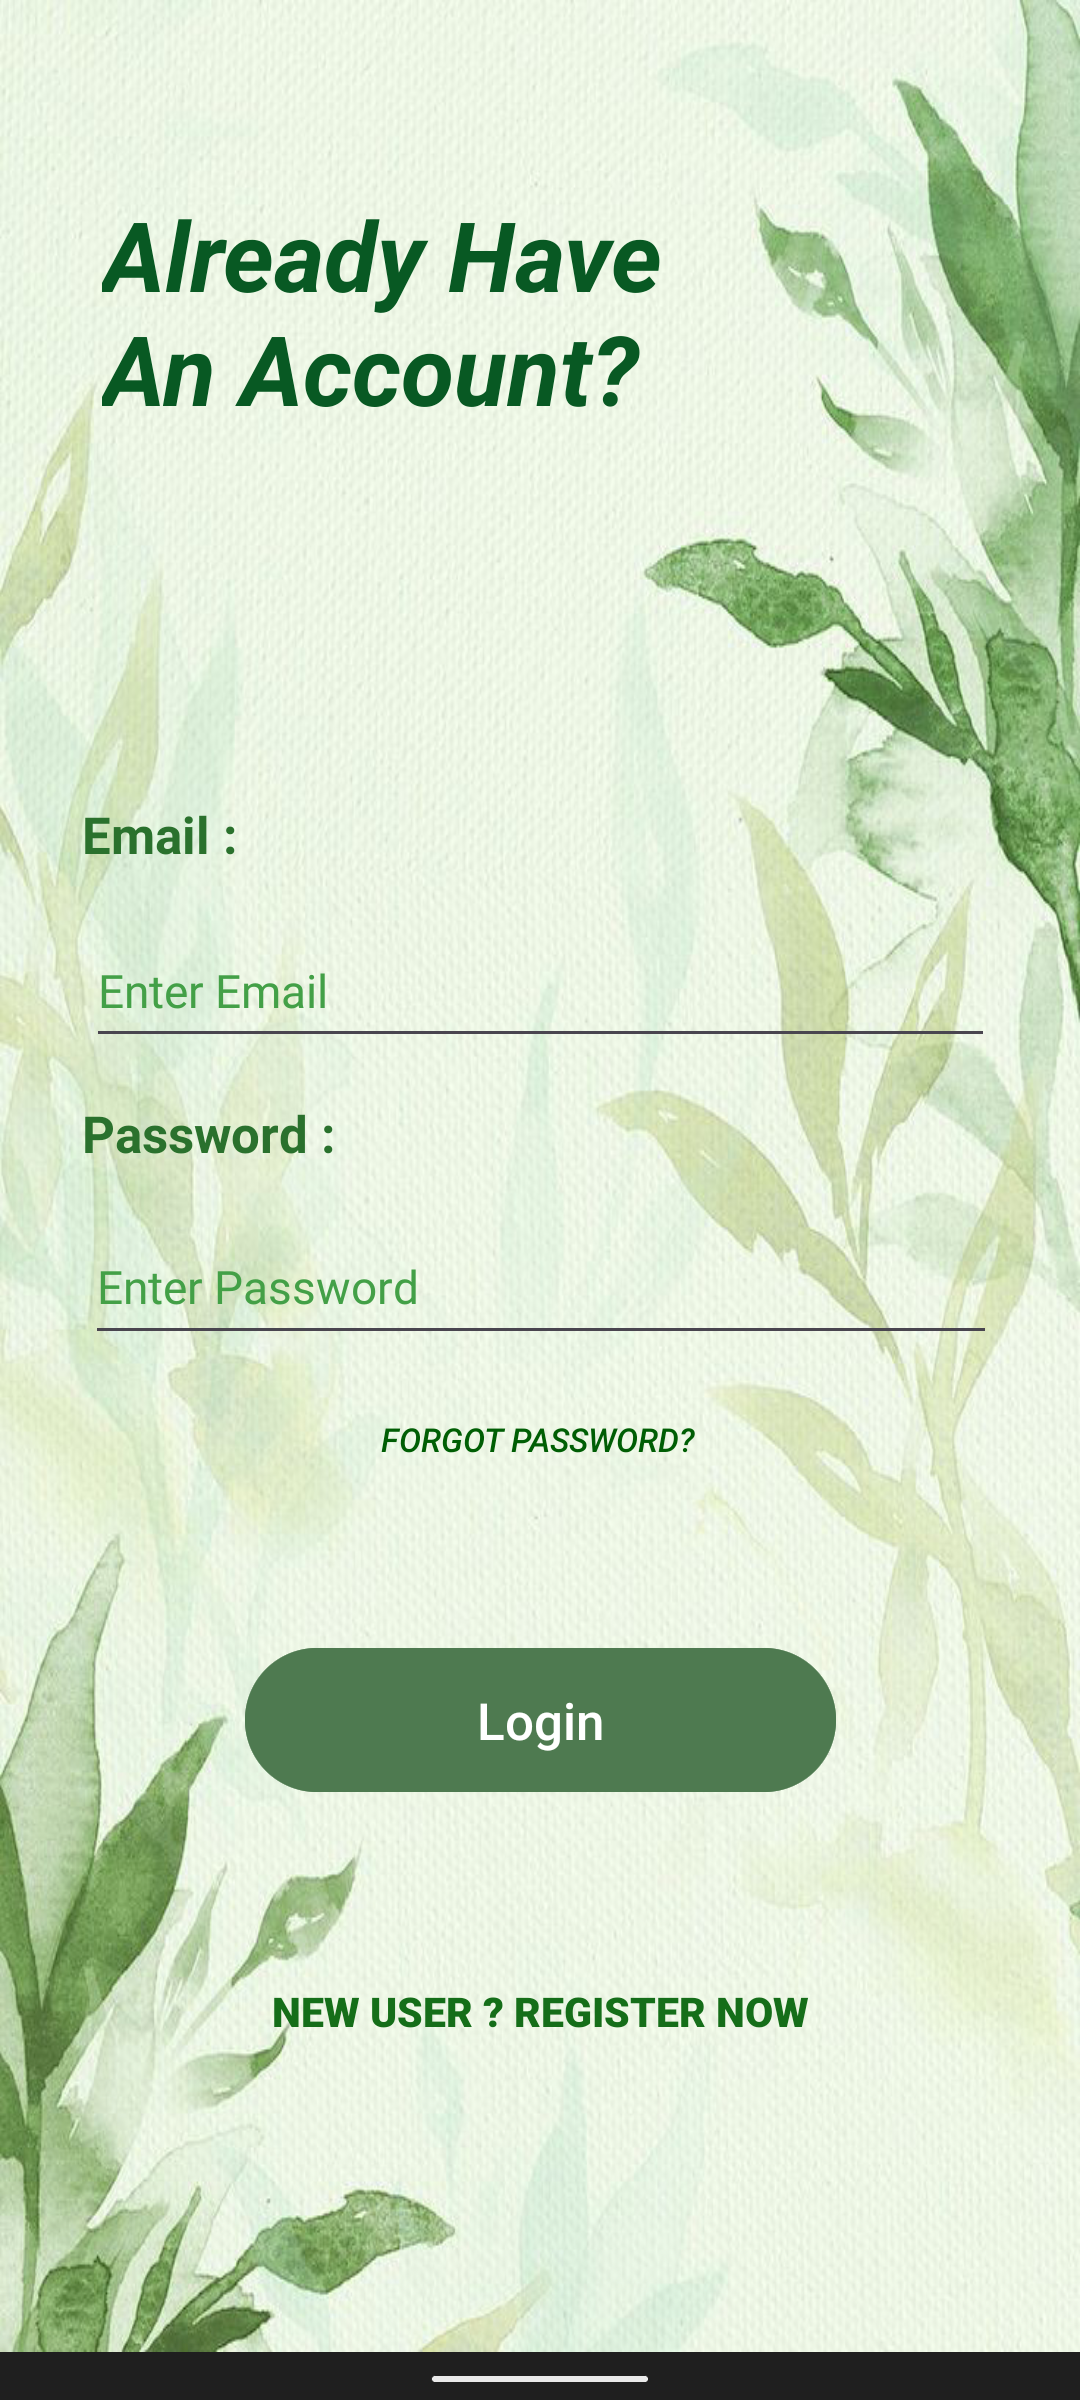 Already Have
An Account?
Email :
Enter Email
Password :
Enter Password
FORGOT PASSWORD?
Login
NEW USER ? REGISTER NOW